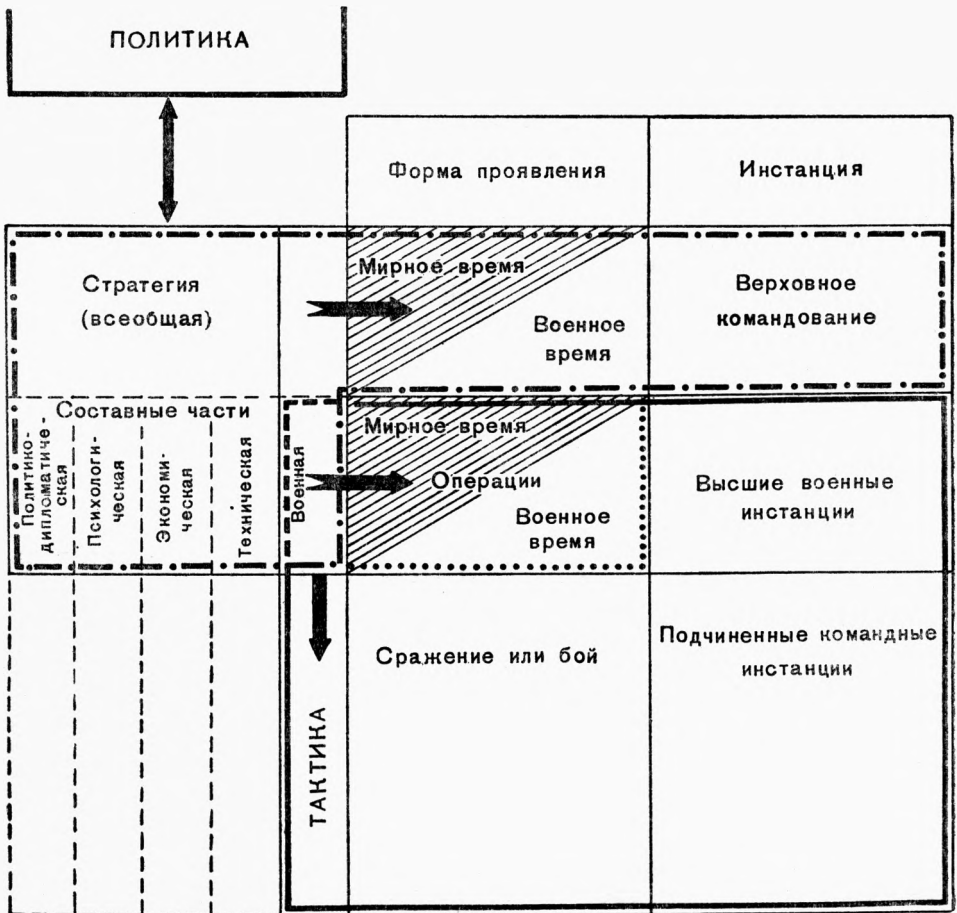 ПОЛИТИКА
Форма проявления
Инстанция
Стратегия
(всеобщая)
Мирное время
Военное
время
Верховное
командование
Составные части
Политико-
дипломатиче-
ская
Психологи-
ческая
Экономи-
ческая
Техническая
Военная
Мирное время
Операции
Военное
время
Высшие военные
инстанции
ТАКТИКА
Сражение или бой
Подчиненные командные
инстанции